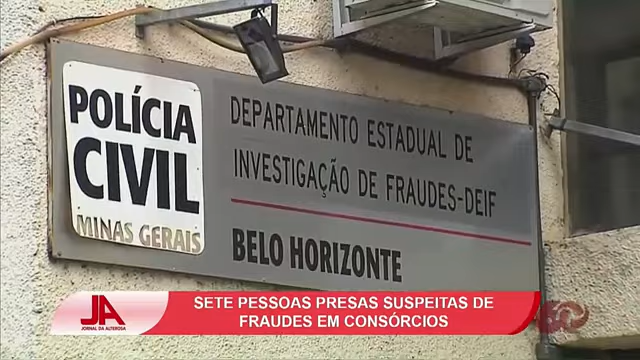 POLÍCIA
CIVIL
MINAS GERAIS
DEPARTAMENTO ESTADUAL DE
INVESTIGAÇÃO DE FRAUDES-DEIF
BELO HORIZONTE
JA
JORNAL DA ALTEROSA
SETE PESSOAS PRESAS SUSPEITAS DE
FRAUDES EM CONSÓRCIOS